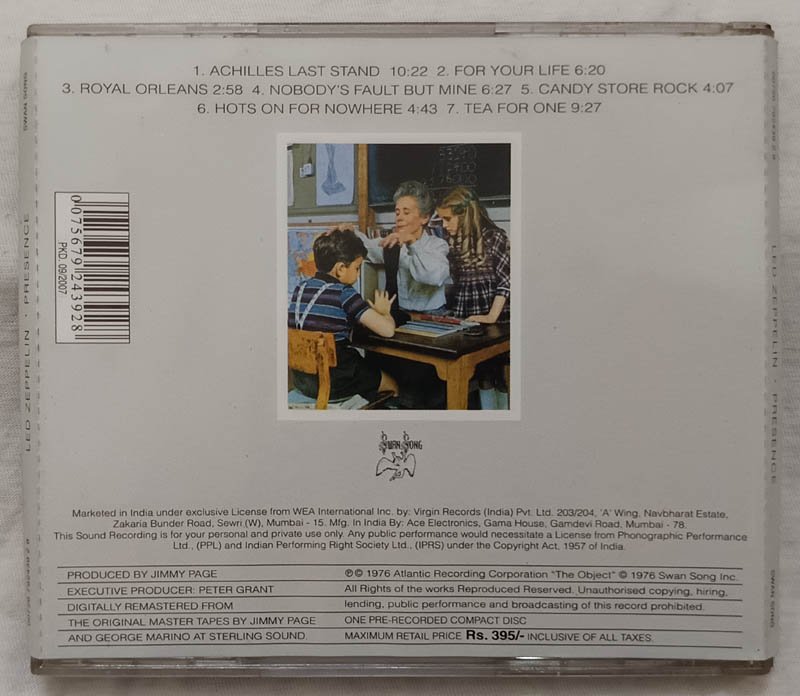 1. ACHILLES LAST STAND 10:22 2. FOR YOUR LIFE 6:20
3. ROYAL ORLEANS 2:58 4. NOBODY'S FAULT BUT MINE 6:27 5. CANDY STORE ROCK 4:07
6. HOTS ON FOR NOWHERE 4:43 7. TEA FOR ONE 9:27
SWAN SONG
LED ZEPPELIN · PRESENCE
0075679243928
PKD. 09/2007
SWAN SONG
Marketed in India under exclusive License from WEA International Inc. by: Virgin Records (India) Pvt. Ltd. 203/204, 'A' Wing, Navbharat Estate,
Zakaria Bunder Road, Sewri (W), Mumbai - 15. Mfg. In India By: Ace Electronics, Gama House, Gamdevi Road, Mumbai - 78.
This Sound Recording is for your personal and private use only. Any public performance would necessitate a License from Phonographic Performance
Ltd., (PPL) and Indian Performing Right Society Ltd., (IPRS) under the Copyright Act, 1957 of India.
PRODUCED BY JIMMY PAGE
EXECUTIVE PRODUCER: PETER GRANT
DIGITALLY REMASTERED FROM
THE ORIGINAL MASTER TAPES BY JIMMY PAGE
AND GEORGE MARINO AT STERLING SOUND.
℗© 1976 Atlantic Recording Corporation "The Object" © 1976 Swan Song Inc.
All Rights of the works Reproduced Reserved. Unauthorised copying, hiring,
lending, public performance and broadcasting of this record prohibited.
ONE PRE-RECORDED COMPACT DISC
MAXIMUM RETAIL PRICE Rs. 395/- INCLUSIVE OF ALL TAXES.
LED ZEPPELIN · PRESENCE
SWAN SONG